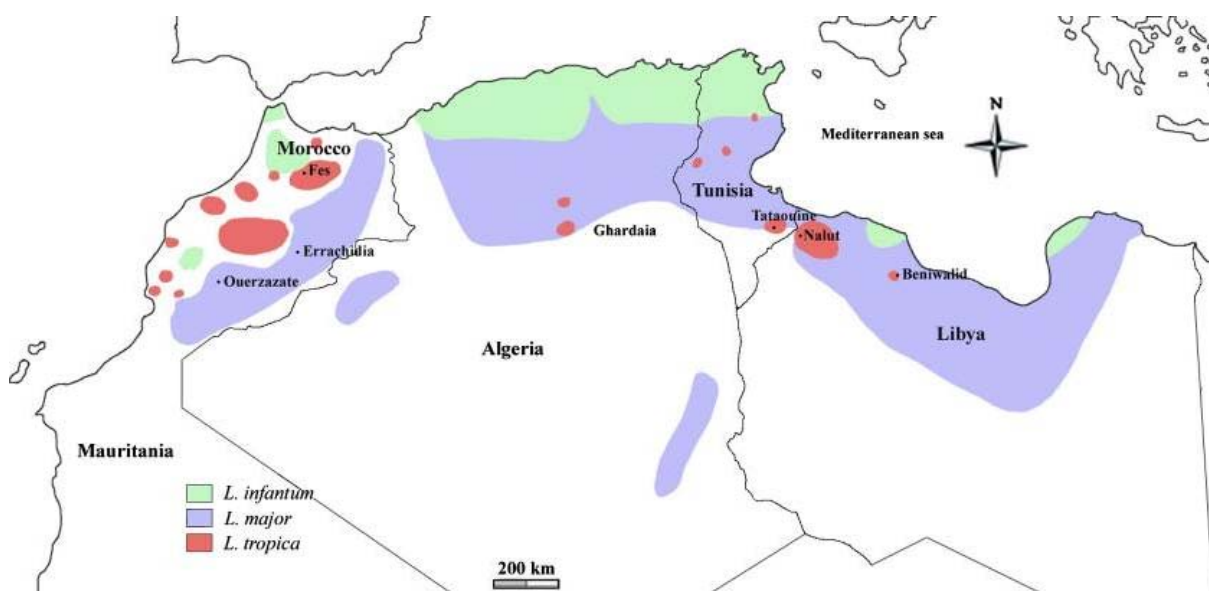 N
Mediterranean sea
Morocco
Fes
Tunisia
Tataouine
Ghardaia
Nalut
Errachidia
Beniwalid
Ouerzazate
Libya
Algeria
Mauritania
L. infantum
L. major
L. tropica
200 km